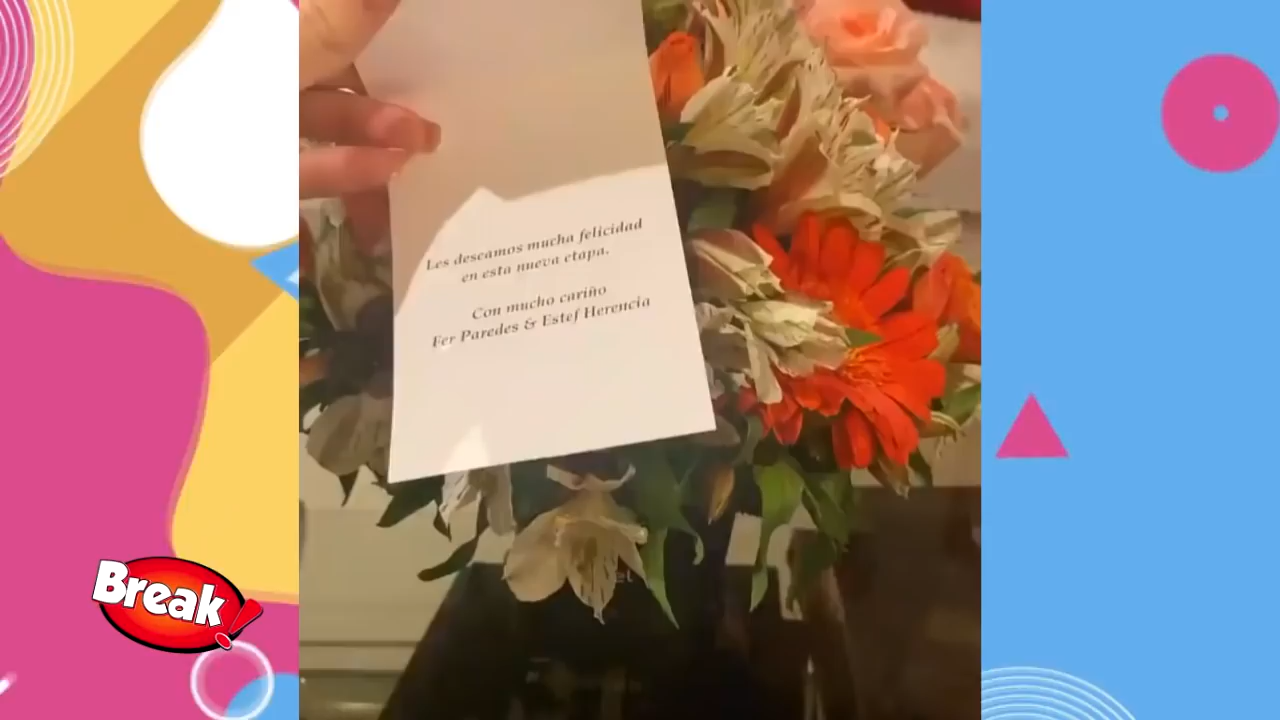 Les deseamos mucha felicidad
en esta nueva etapa.
Con mucho cariño
Fer Paredes & Estef Herencia
Break!